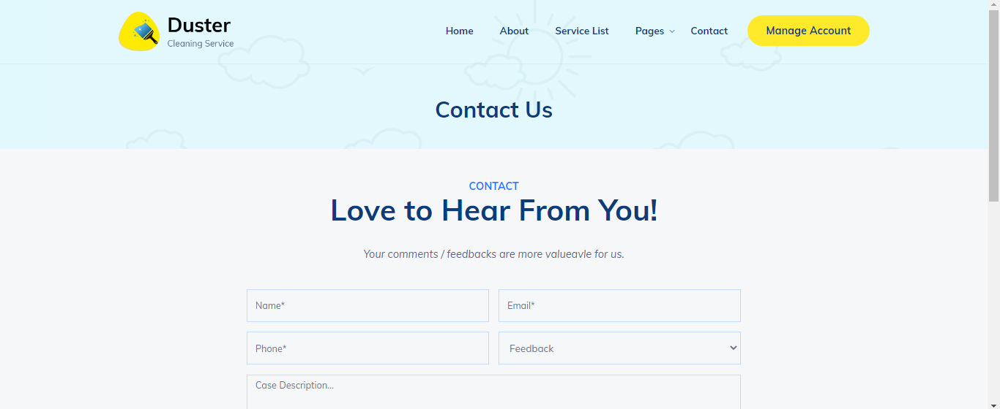 Duster
Cleaning Service
Home
About
Service List
Pages
Contact
Manage Account
Contact Us
CONTACT
Love to Hear From You!
Your comments / feedbacks are more valueavle for us.
Name*
Email*
Phone*
Feedback
Case Description...